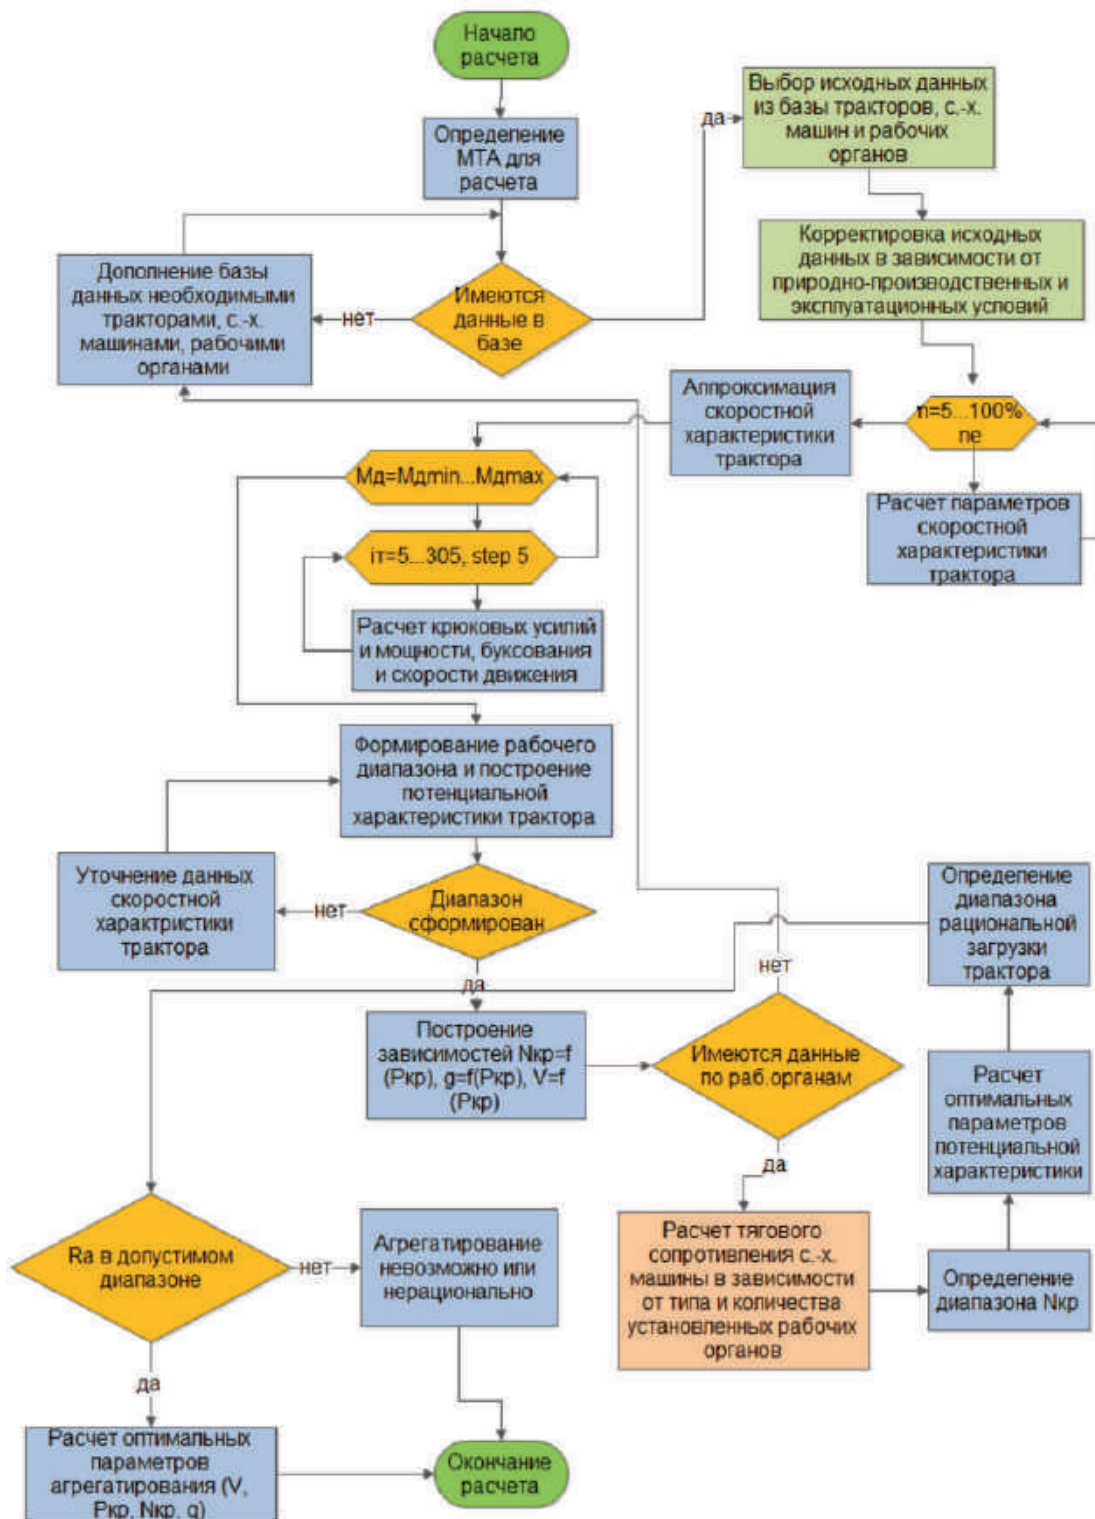 Начало
расчета
Определение
МТА для
расчета
да
Выбор исходных данных
из базы тракторов, с.-х.
машин и рабочих
органов
Корректировка исходных
данных в зависимости от
природно-производственных и
эксплуатационных условий
Дополнение базы
данных необходимыми
тракторами, с.-х.
машинами, рабочими
органами
нет
Имеются
данные в
базе
Аппроксимация
скоростной
характеристики
трактора
n=5...100%
ne
Расчет параметров
скоростной
характеристики
трактора
Мд=Мдmin...Мдmax
iт=5...305, step 5
Расчет крюковых усилий
и мощности, буксования
и скорости движения
Формирование рабочего
диапазона и построение
потенциальной
характеристики трактора
Уточнение данных
скоростной
характристики
трактора
нет
Диапазон
сформирован
да
Построение
зависимостей Nкр=f
(Ркр), g=f(Ркр), V=f
(Ркр)
нет
Имеются данные
по раб.органам
да
Определение
диапазона
рациональной
загрузки
трактора
Расчет
оптимальных
параметров
потенциальной
характеристики
Определение
диапазона Nкр
Расчет тягового
сопротивления с.-х.
машины в зависимости
от типа и количества
установленных рабочих
органов
Ra в допустимом
диапазоне
нет
Агрегатирование
невозможно или
нерационально
да
Расчет оптимальных
параметров
агрегатирования (V,
Ркр, Nкр, g)
Окончание
расчета